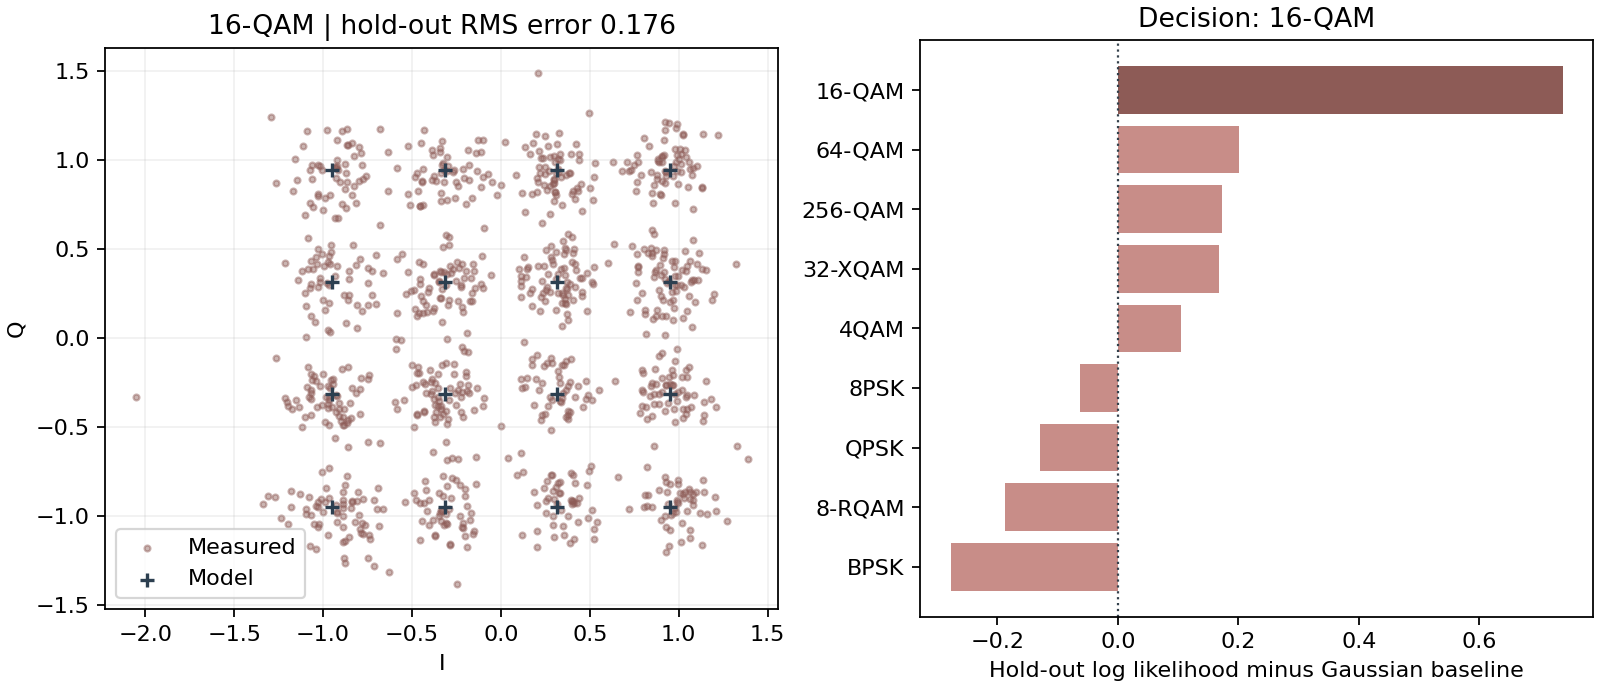 16-QAM | hold-out RMS error 0.176
1.5
1.0
0.5
0.0
−0.5
−1.0
−1.5
Q
Measured
Model
−2.0 −1.5 −1.0 −0.5 0.0 0.5 1.0 1.5
I
Decision: 16-QAM
16-QAM
64-QAM
256-QAM
32-XQAM
4QAM
8PSK
QPSK
8-RQAM
BPSK
−0.2 0.0 0.2 0.4 0.6
Hold-out log likelihood minus Gaussian baseline